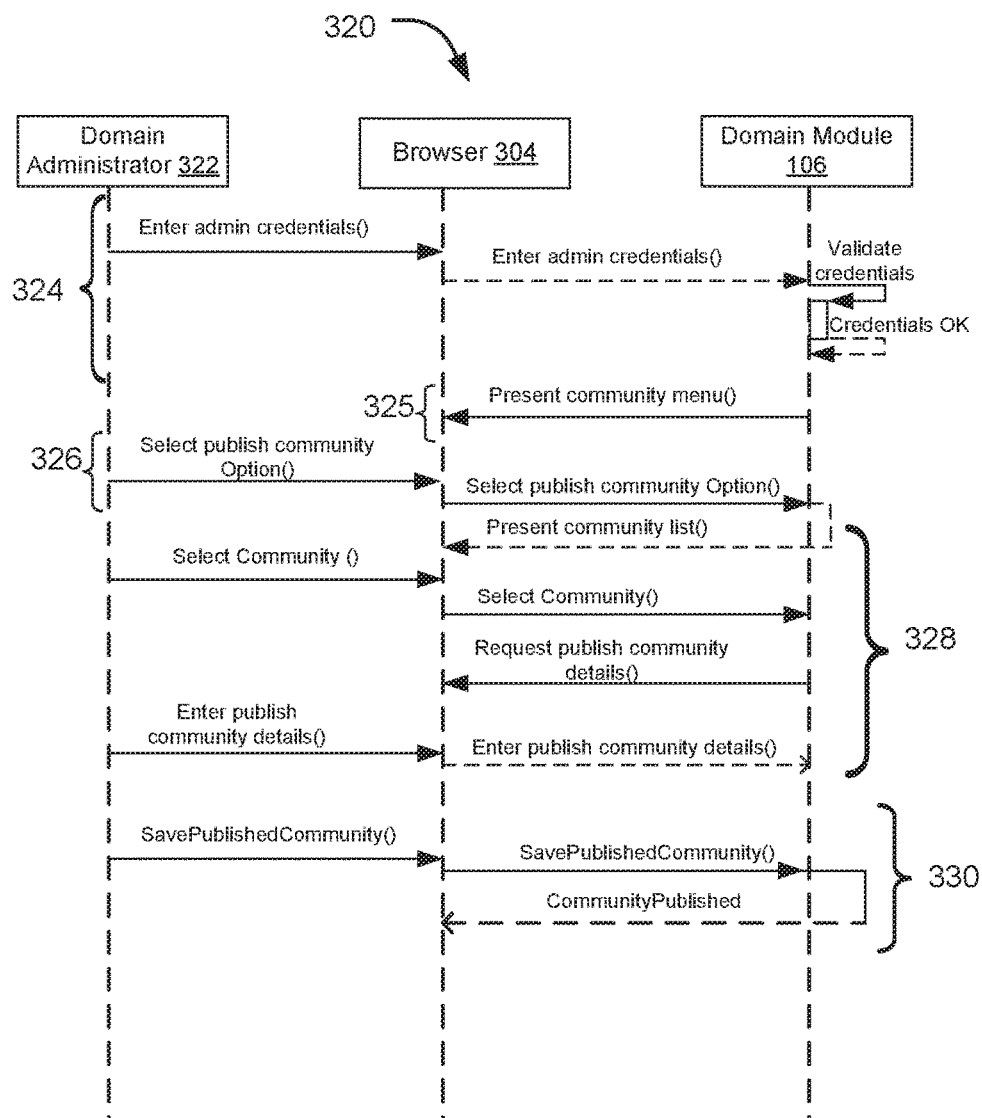 320
Domain
Administrator 322
Browser 304
Domain Module
106
Enter admin credentials()
Enter admin credentials()
Validate
credentials
324
Credentials OK
325
Present community menu()
326
Select publish community
Option()
Select publish community Option()
Present community list()
Select Community ()
Select Community()
328
Request publish community
details()
Enter publish
community details()
Enter publish community details()
SavePublishedCommunity()
SavePublishedCommunity()
330
CommunityPublished